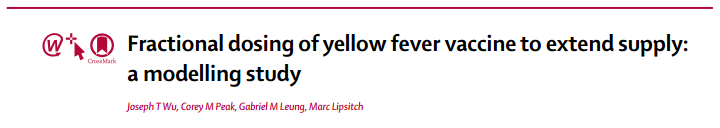 CrossMark
Fractional dosing of yellow fever vaccine to extend supply:
a modelling study
Joseph T Wu, Corey M Peak, Gabriel M Leung, Marc Lipsitch